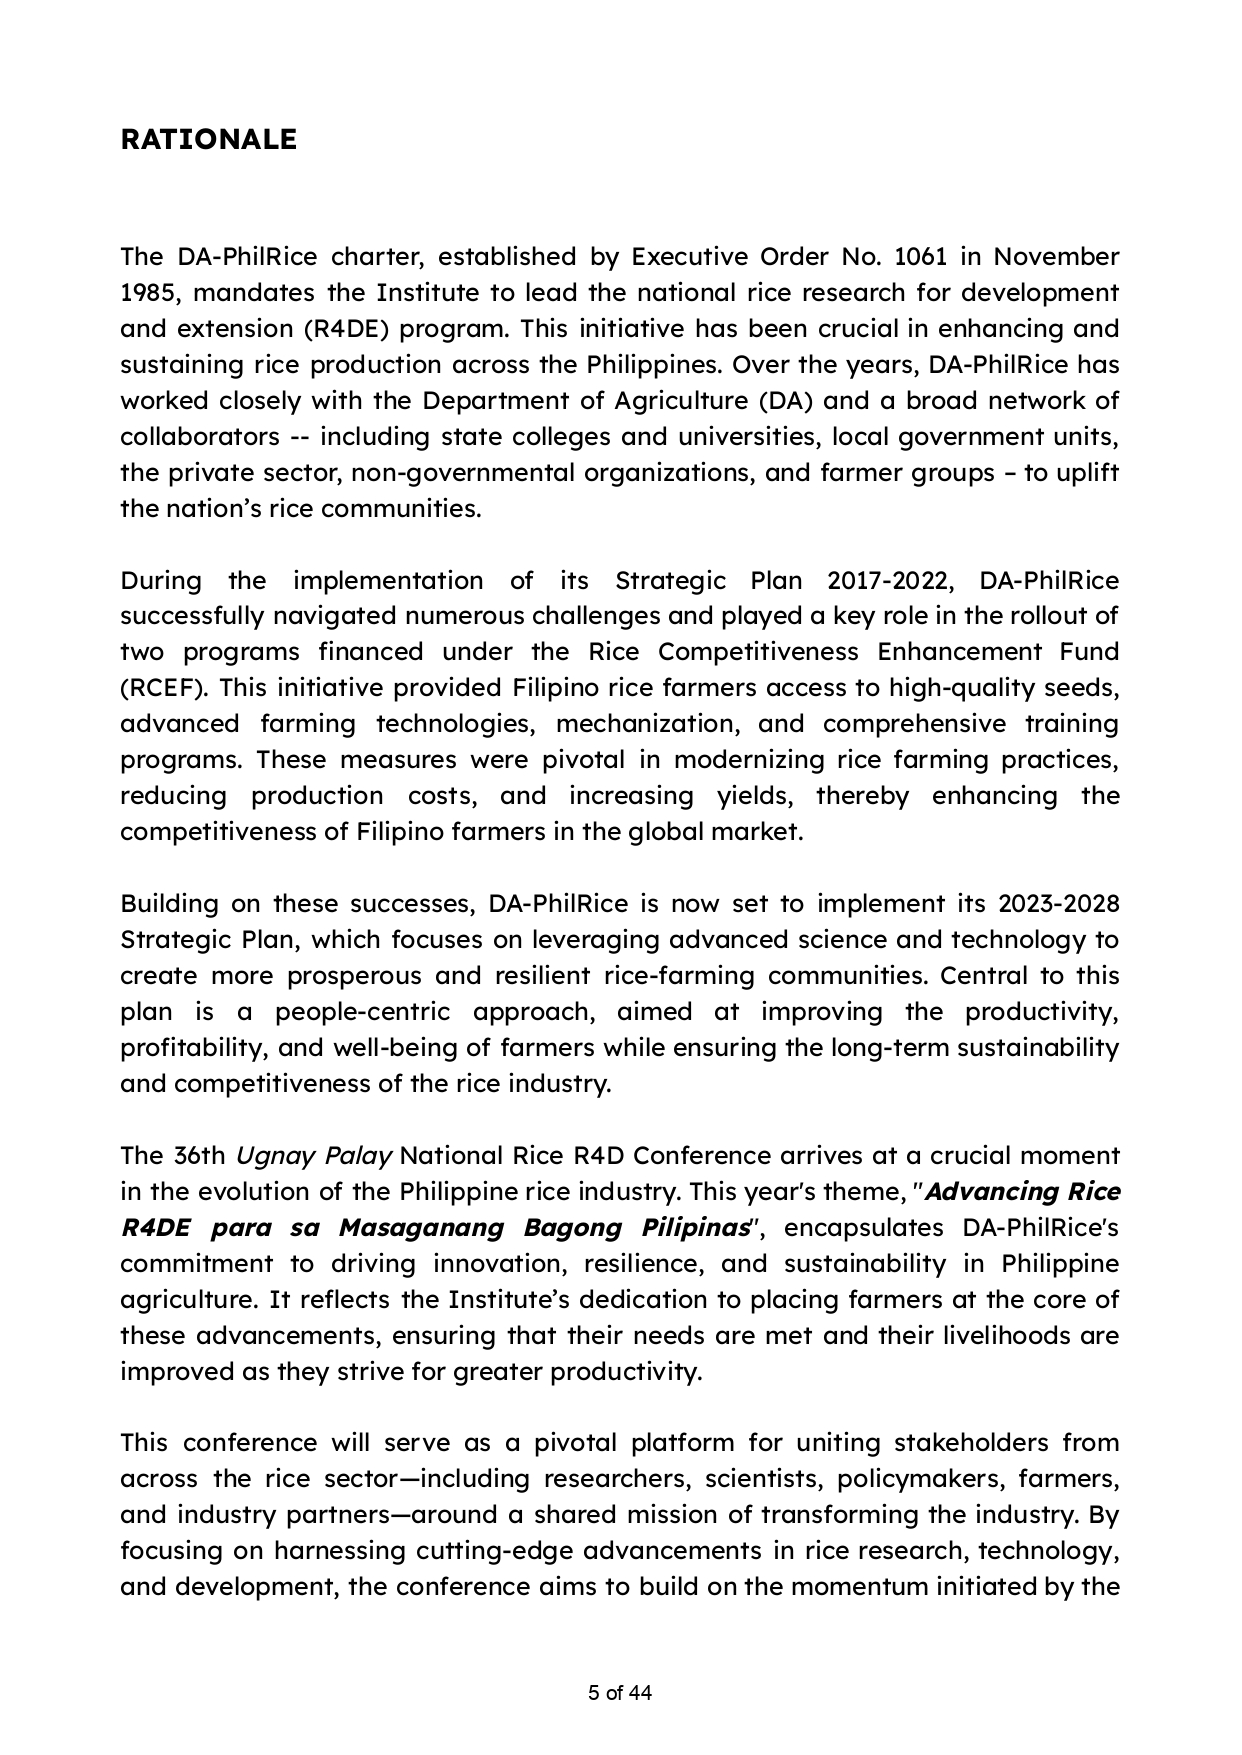 RATIONALE
The DA-PhilRice charter, established by Executive Order No. 1061 in November
1985, mandates the Institute to lead the national rice research for development
and extension (R4DE) program. This initiative has been crucial in enhancing and
sustaining rice production across the Philippines. Over the years, DA-PhilRice has
worked closely with the Department of Agriculture (DA) and a broad network of
collaborators -- including state colleges and universities, local government units,
the private sector, non-governmental organizations, and farmer groups – to uplift
the nation’s rice communities.
During the implementation of its Strategic Plan 2017-2022, DA-PhilRice
successfully navigated numerous challenges and played a key role in the rollout of
two programs financed under the Rice Competitiveness Enhancement Fund
(RCEF). This initiative provided Filipino rice farmers access to high-quality seeds,
advanced farming technologies, mechanization, and comprehensive training
programs. These measures were pivotal in modernizing rice farming practices,
reducing production costs, and increasing yields, thereby enhancing the
competitiveness of Filipino farmers in the global market.
Building on these successes, DA-PhilRice is now set to implement its 2023-2028
Strategic Plan, which focuses on leveraging advanced science and technology to
create more prosperous and resilient rice-farming communities. Central to this
plan is a people-centric approach, aimed at improving the productivity,
profitability, and well-being of farmers while ensuring the long-term sustainability
and competitiveness of the rice industry.
The 36th Ugnay Palay National Rice R4D Conference arrives at a crucial moment
in the evolution of the Philippine rice industry. This year's theme, "Advancing Rice
R4DE para sa Masaganang Bagong Pilipinas", encapsulates DA-PhilRice's
commitment to driving innovation, resilience, and sustainability in Philippine
agriculture. It reflects the Institute’s dedication to placing farmers at the core of
these advancements, ensuring that their needs are met and their livelihoods are
improved as they strive for greater productivity.
This conference will serve as a pivotal platform for uniting stakeholders from
across the rice sector—including researchers, scientists, policymakers, farmers,
and industry partners—around a shared mission of transforming the industry. By
focusing on harnessing cutting-edge advancements in rice research, technology,
and development, the conference aims to build on the momentum initiated by the
5 of 44